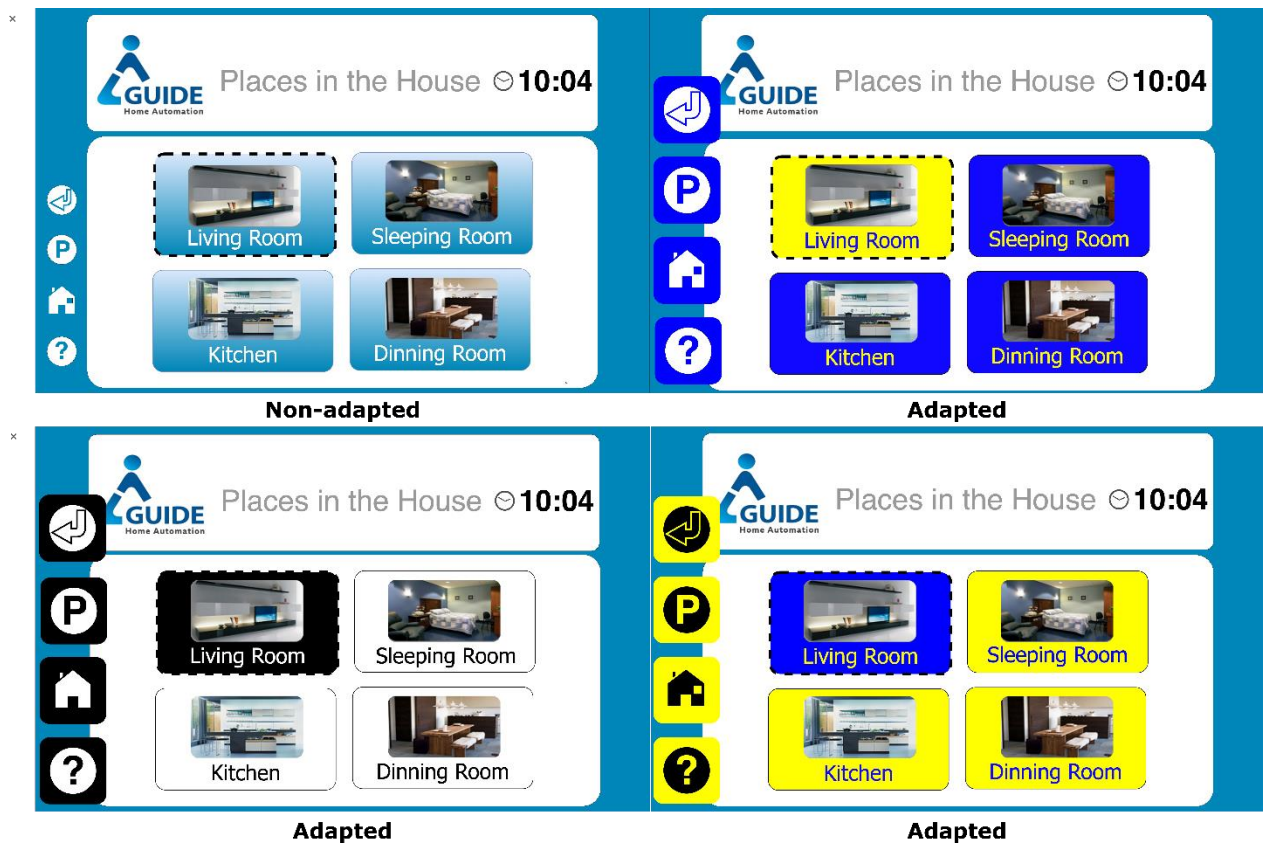 Places in the House 10:04
GUIDE
Home Automation
Living Room Sleeping Room
P
Kitchen Dinning Room
?
Non-adapted
Places in the House 10:04
GUIDE
Home Automation
P
Living Room Sleeping Room
Kitchen Dinning Room
?
Adapted
Places in the House 10:04
GUIDE
Home Automation
P
Living Room Sleeping Room
Kitchen Dinning Room
?
Adapted
Places in the House 10:04
GUIDE
Home Automation
P
Living Room Sleeping Room
Kitchen Dinning Room
?
Adapted